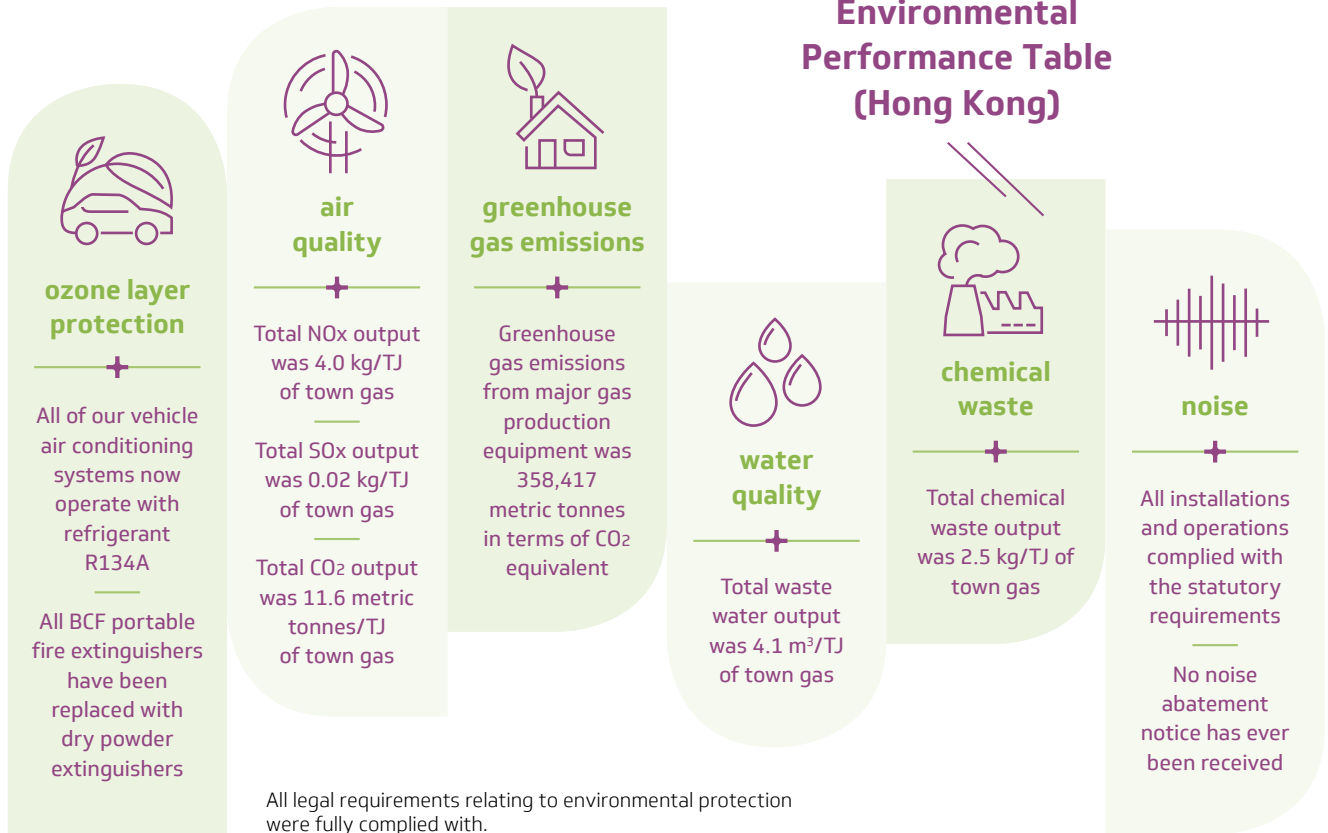 Environmental
Performance Table
(Hong Kong)
ozone layer
protection
All of our vehicle
air conditioning
systems now
operate with
refrigerant
R134A
All BCF portable
fire extinguishers
have been
replaced with
dry powder
extinguishers
air
quality
Total NOx output
was 4.0 kg/TJ
of town gas
Total SOx output
was 0.02 kg/TJ
of town gas
Total CO2 output
was 11.6 metric
tonnes/TJ
of town gas
greenhouse
gas emissions
Greenhouse
gas emissions
from major gas
production
equipment was
358,417
metric tonnes
in terms of CO2
equivalent
water
quality
Total waste
water output
was 4.1 m³/TJ
of town gas
chemical
waste
Total chemical
waste output
was 2.5 kg/TJ of
town gas
noise
All installations
and operations
complied with
the statutory
requirements
No noise
abatement
notice has ever
been received
All legal requirements relating to environmental protection
were fully complied with.